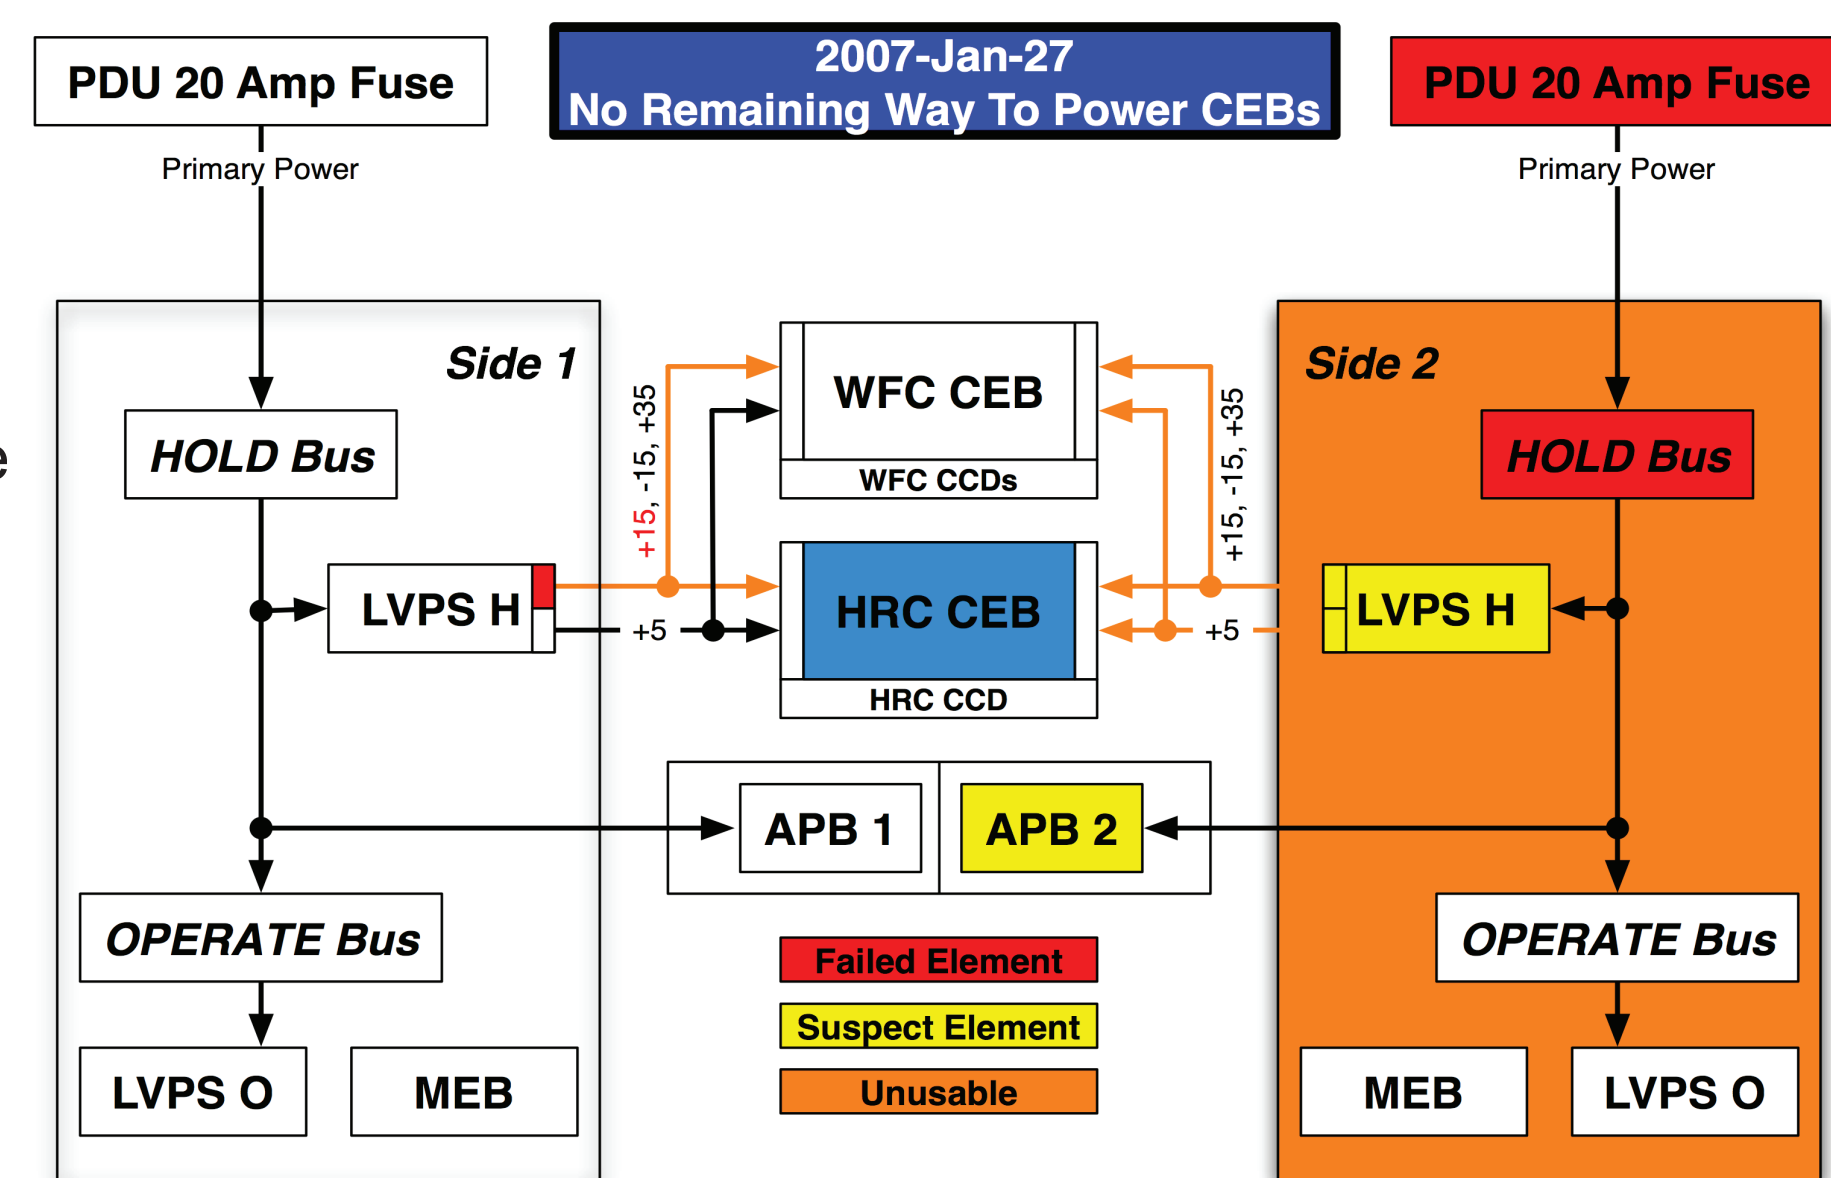 PDU 20 Amp Fuse
2007-Jan-27
No Remaining Way To Power CEBs
PDU 20 Amp Fuse
Primary Power
Primary Power
Side 1
Side 2
WFC CEB
WFC CCDs
HOLD Bus
HOLD Bus
+15, -15, +35
+15, -15, +35
LVPS H
+5
HRC CEB
HRC CCD
+5
LVPS H
APB 1
APB 2
OPERATE Bus
OPERATE Bus
Failed Element
Suspect Element
Unusable
LVPS O
MEB
MEB
LVPS O